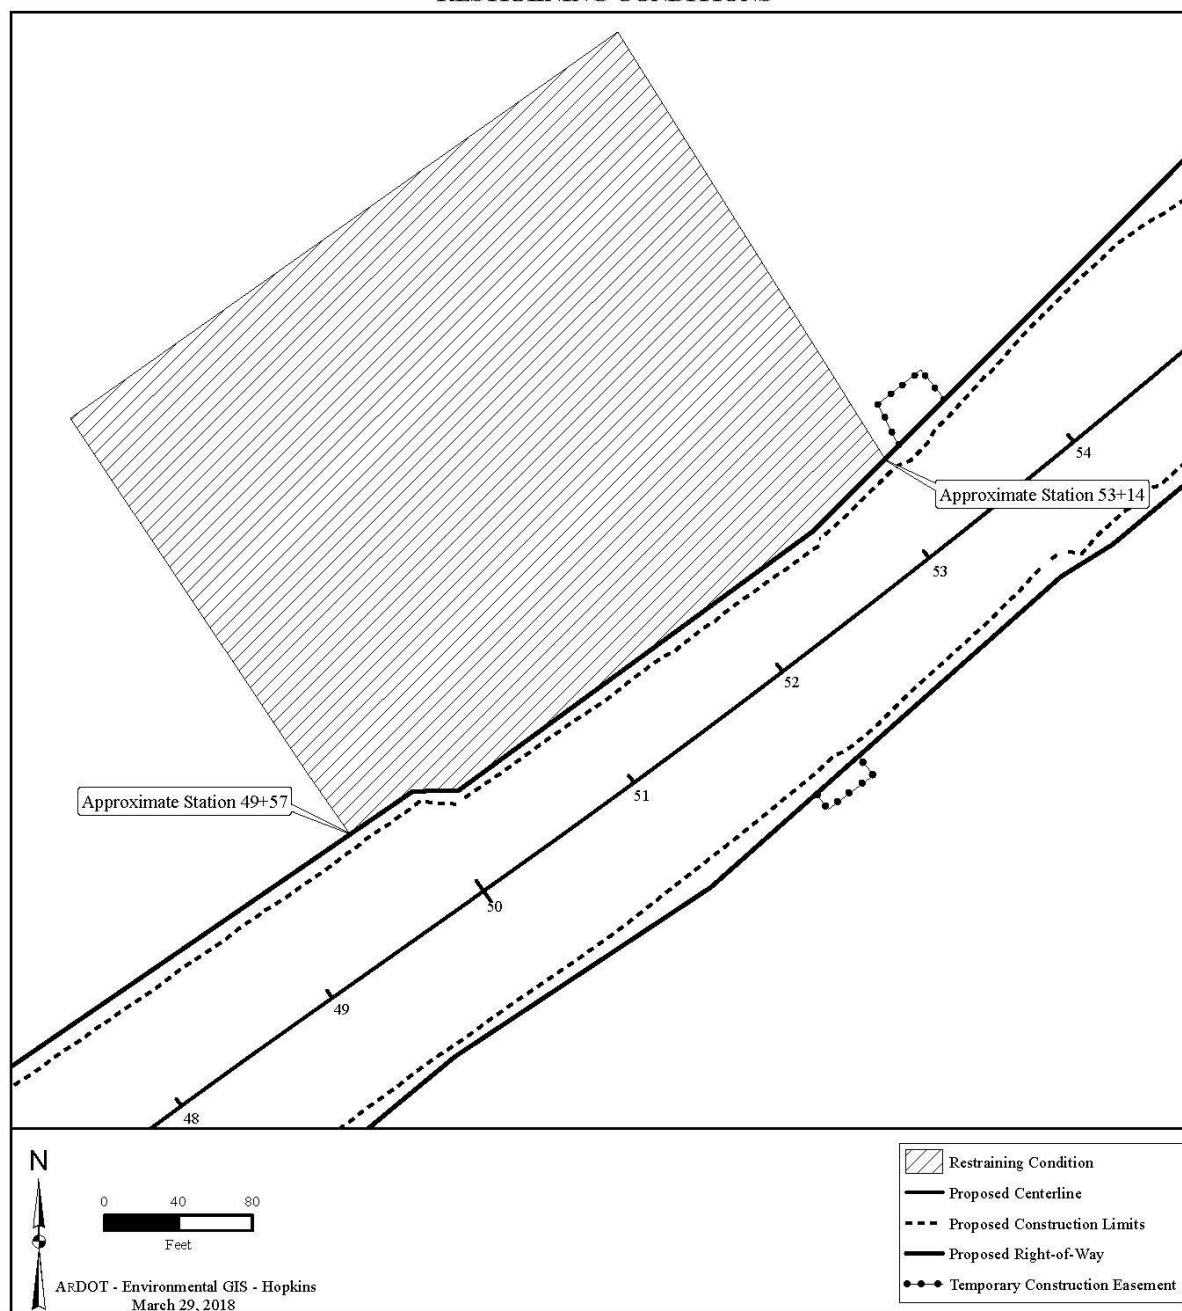 RESTRAINING CONDITIONS
54
Approximate Station 53+14
53
52
Approximate Station 49+57
51
50
49
48
N
0 40 80
Feet
ARDOT - Environmental GIS - Hopkins
March 29, 2018
Restraining Condition
Proposed Centerline
Proposed Construction Limits
Proposed Right-of-Way
Temporary Construction Easement